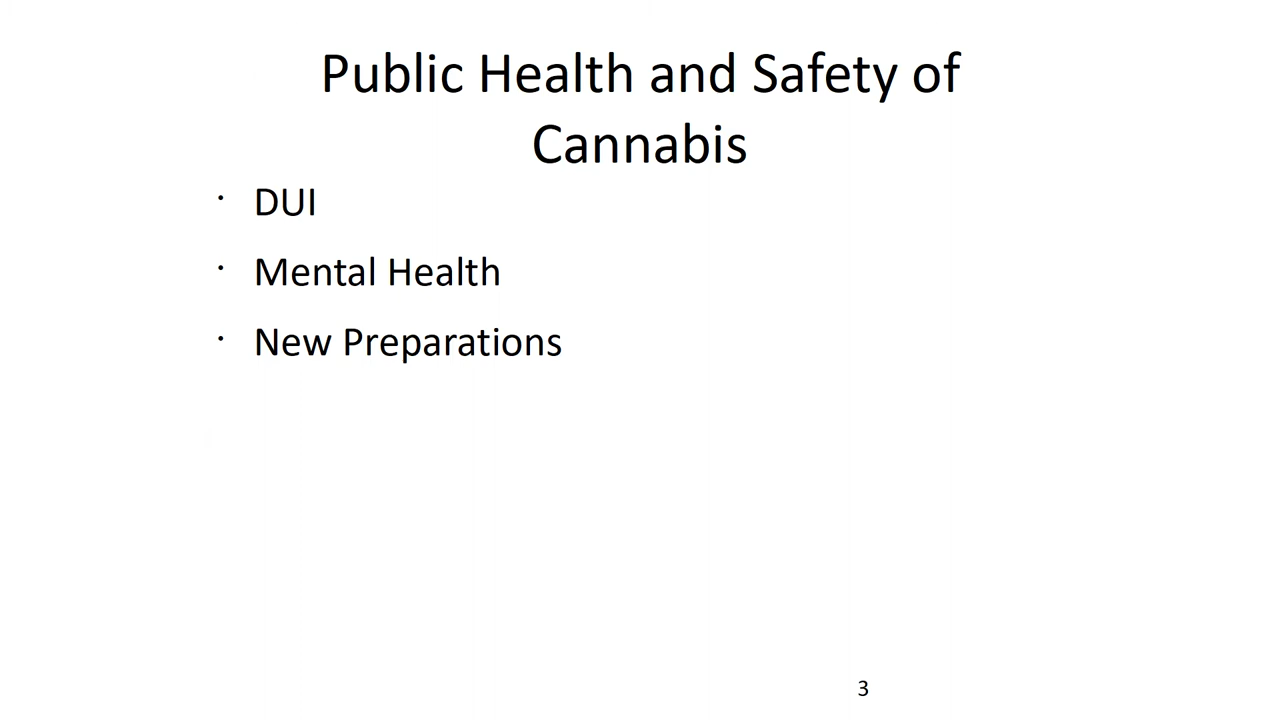 Public Health and Safety of
Cannabis
· DUI
· Mental Health
· New Preparations
3